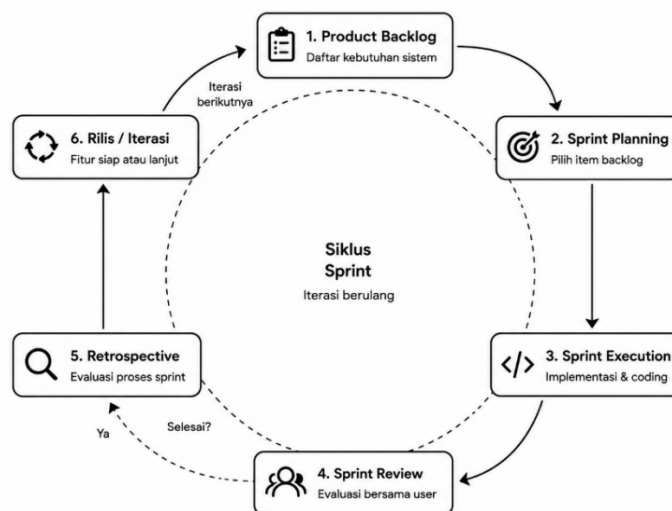 1. Product Backlog
Daftar kebutuhan sistem
Iterasi
berikutnya
6. Rilis / Iterasi
Fitur siap atau lanjut
2. Sprint Planning
Pilih item backlog
Siklus
Sprint
Iterasi berulang
5. Retrospective
Evaluasi proses sprint
</> 3. Sprint Execution
Implementasi & coding
Ya
Selesai?
4. Sprint Review
Evaluasi bersama user